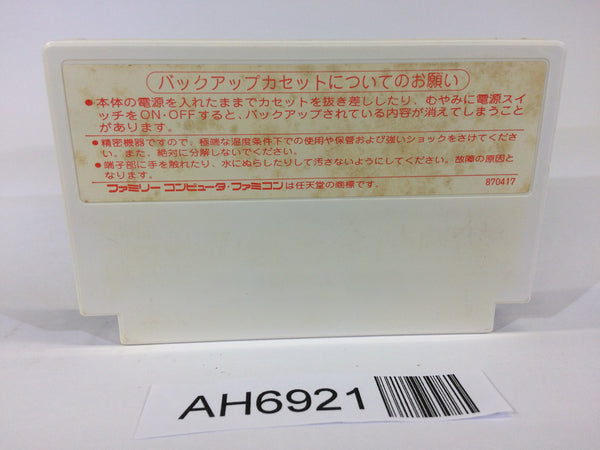 バックアップカセットについてのお願い
●本体の電源を入れたままでカセットを抜き差ししたり、むやみに電源スイ
ッチをON・OFFすると、バックアップされている内容が消えてしまうこと
があります。
●精密機器ですので、極端な温度条件下での使用や保管および強いショックをさけてくださ
い。また、絶対に分解しないでください。
●端子部に手を触れたり、水にぬらしたりして汚さないようにしてください。故障の原因と
なります。
ファミリー コンピュータ・ファミコンは任天堂の商標です。
870417
AH6921